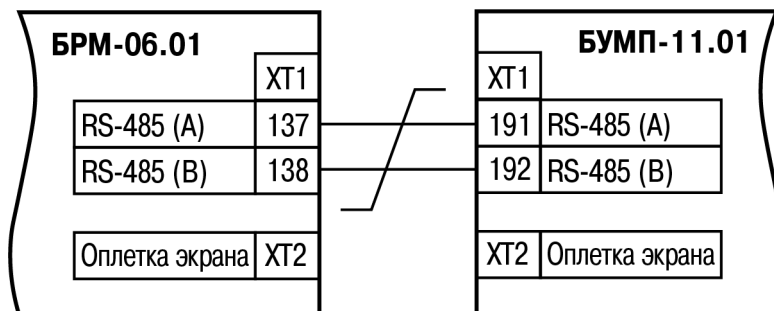 БРМ-06.01
БУМП-11.01
XT1
XT1
RS-485 (A) 137
191 RS-485 (A)
RS-485 (B) 138
192 RS-485 (B)
Оплетка экрана XT2
XT2 Оплетка экрана